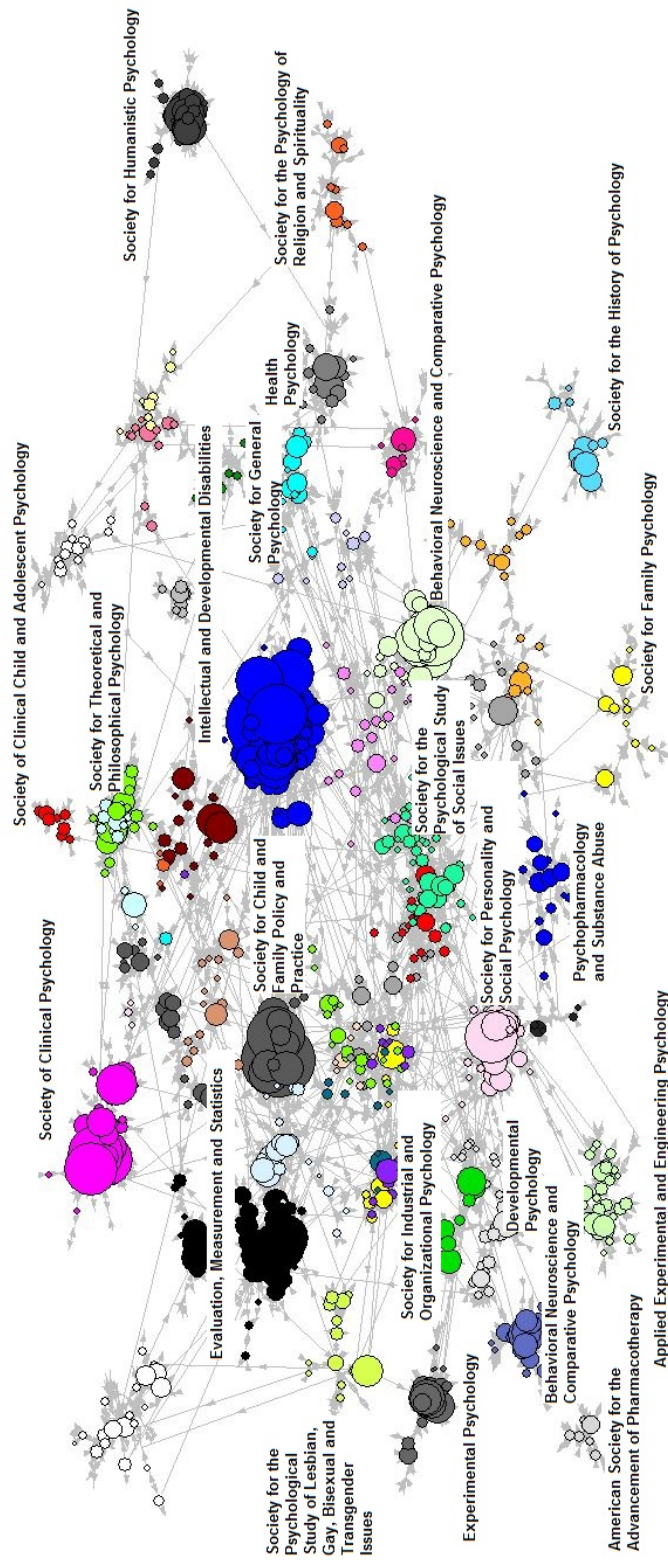 Society of Clinical Child and Adolescent Psychology
Society for Humanistic Psychology
Society of Clinical Psychology
Society for Theoretical and
Philosophical Psychology
Society for the Psychology of
Religion and Spirituality
Intellectual and Developmental Disabilities
Evaluation, Measurement and Statistics
Society for Child and
Family Policy and
Practice
Society for General
Psychology
Health
Psychology
Society for the
Psychological
Study of Lesbian,
Gay, Bisexual and
Transgender
Issues
Society for Industrial and
Organizational Psychology
Society for the
Psychological Study
of Social Issues
Behavioral Neuroscience and Comparative Psychology
Experimental Psychology
Developmental
Psychology
Society for Personality and
Social Psychology
Behavioral Neuroscience and
Comparative Psychology
Psychopharmacology
and Substance Abuse
Society for the History of Psychology
Society for Family Psychology
American Society for the
Advancement of Pharmacotherapy
Applied Experimental and Engineering Psychology